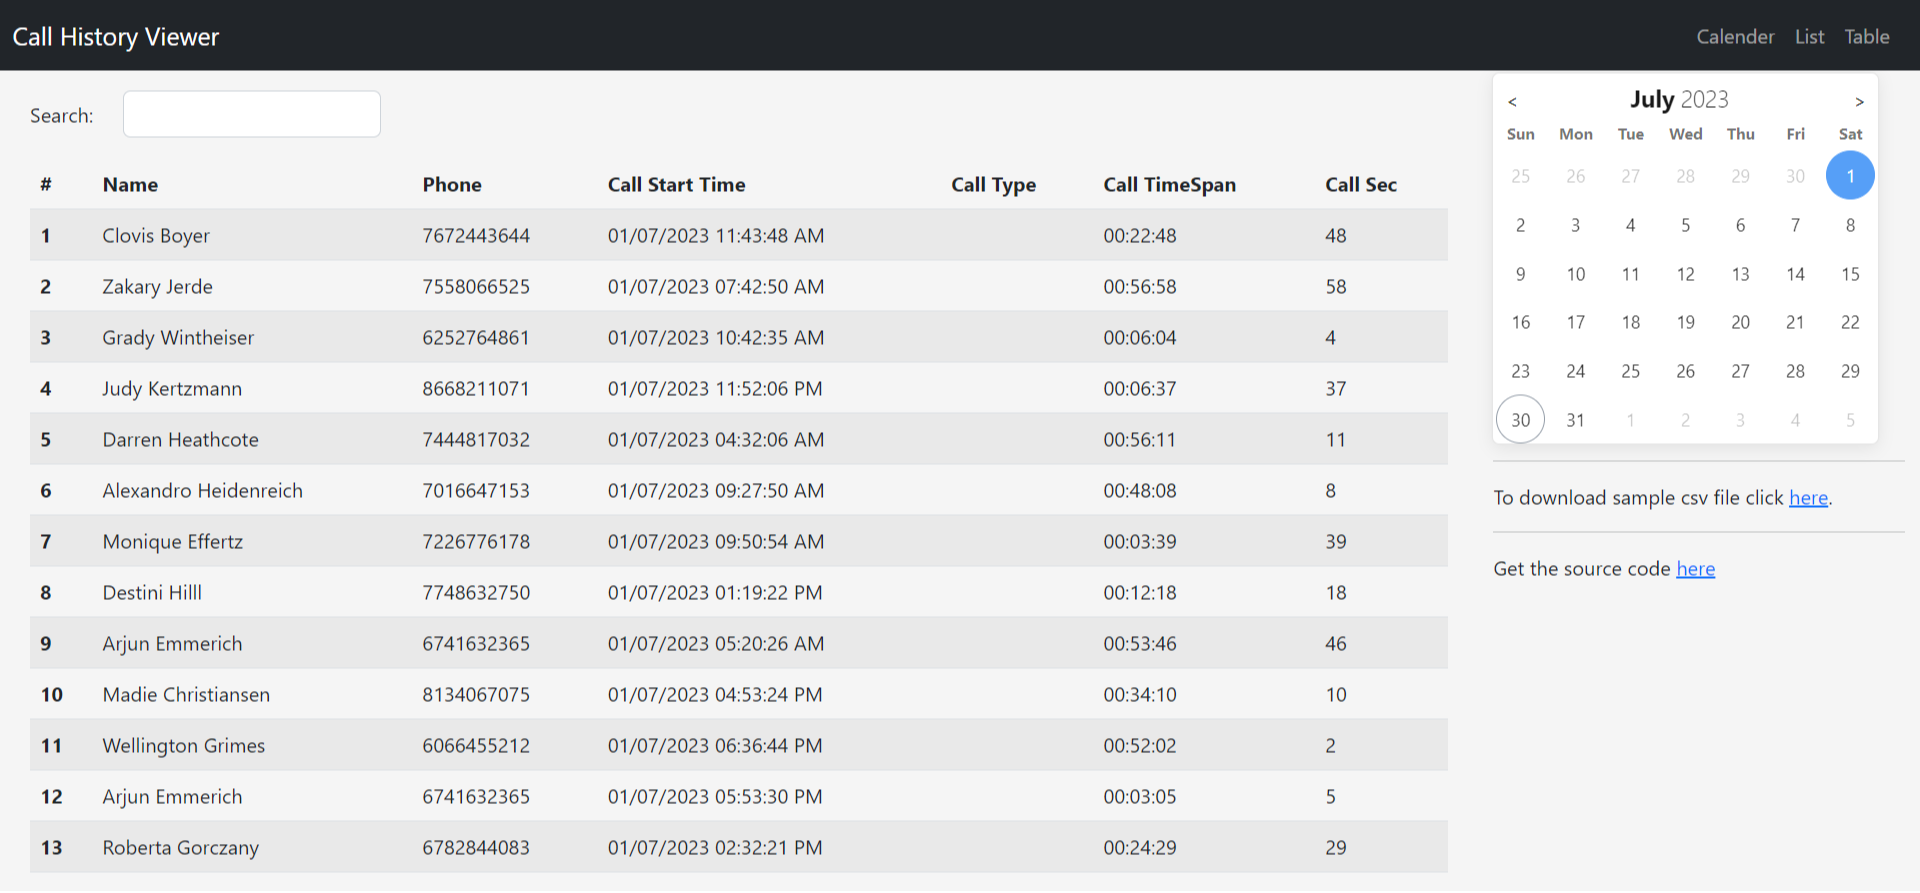 Call History Viewer Calender List Table
Search:
# Name Phone Call Start Time Call Type Call TimeSpan Call Sec
1 Clovis Boyer 7672443644 01/07/2023 11:43:48 AM 00:22:48 48
2 Zakary Jerde 7558066525 01/07/2023 07:42:50 AM 00:56:58 58
3 Grady Wintheiser 6252764861 01/07/2023 10:42:35 AM 00:06:04 4
4 Judy Kertzmann 8668211071 01/07/2023 11:52:06 PM 00:06:37 37
5 Darren Heathcote 7444817032 01/07/2023 04:32:06 AM 00:56:11 11
6 Alexandro Heidenreich 7016647153 01/07/2023 09:27:50 AM 00:48:08 8
7 Monique Effertz 7226776178 01/07/2023 09:50:54 AM 00:03:39 39
8 Destini Hilll 7748632750 01/07/2023 01:19:22 PM 00:12:18 18
9 Arjun Emmerich 6741632365 01/07/2023 05:20:26 AM 00:53:46 46
10 Madie Christiansen 8134067075 01/07/2023 04:53:24 PM 00:34:10 10
11 Wellington Grimes 6066455212 01/07/2023 06:36:44 PM 00:52:02 2
12 Arjun Emmerich 6741632365 01/07/2023 05:53:30 PM 00:03:05 5
13 Roberta Gorczany 6782844083 01/07/2023 02:32:21 PM 00:24:29 29
< July 2023 >
Sun Mon Tue Wed Thu Fri Sat
25 26 27 28 29 30 1
2 3 4 5 6 7 8
9 10 11 12 13 14 15
16 17 18 19 20 21 22
23 24 25 26 27 28 29
30 31 1 2 3 4 5
To download sample csv file click here.
Get the source code here